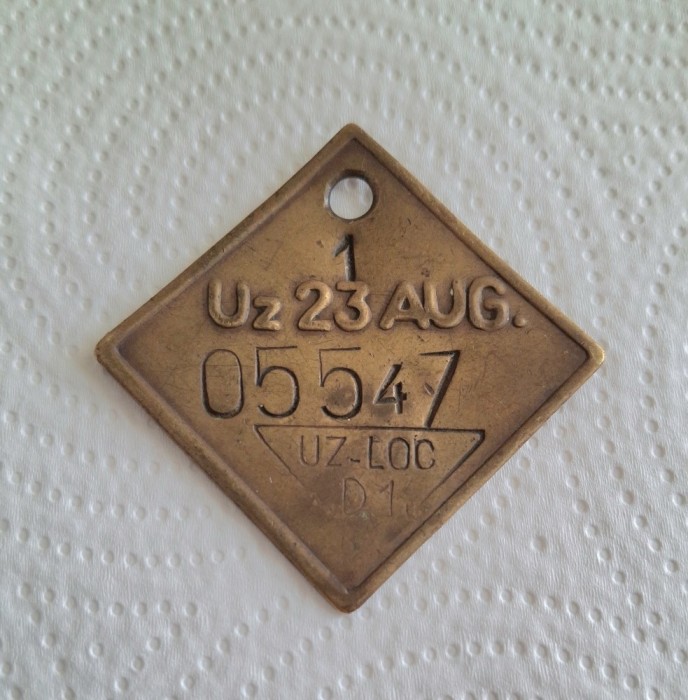 1
Uz 23 AUG.
05547
UZ-LOC
D1.